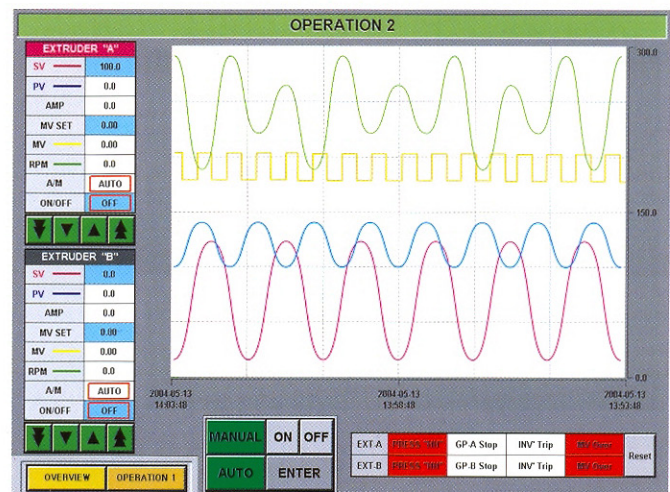 OPERATION 2
EXTRUDER "A"
SV 100.0
PV 0.0
AMP 0.0
MV SET 0.00
MV 0.00
RPM 0.0
A/M AUTO
ON/OFF OFF
EXTRUDER "B"
SV 0.0
PV 0.0
AMP 0.0
MV SET 0.00
MV 0.00
RPM 0.0
A/M AUTO
ON/OFF OFF
300.0
150.0
0.0
2004-05-13
14:03:48
2004-05-13
13:58:48
2004-05-13
13:53:48
MANUAL ON OFF
AUTO ENTER
EXT-A GP-A Stop INV" Trip MV Over
EXT-B GP-B Stop INV" Trip MV Over
Reset
OVERVIEW OPERATION 1